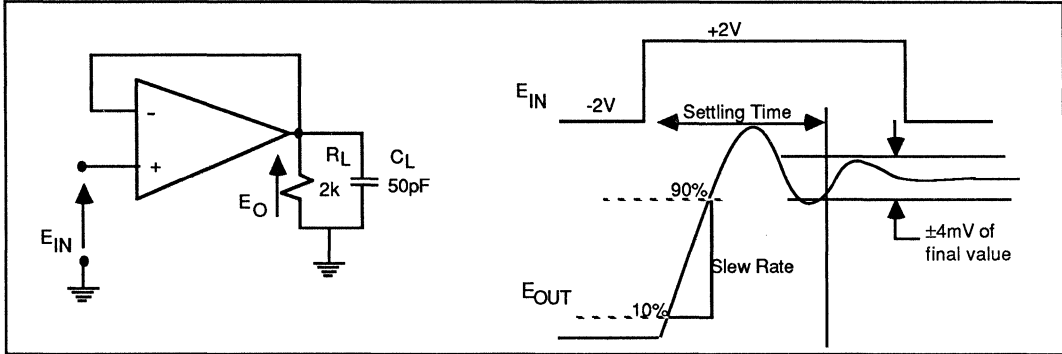 -
+
E_IN
E_O
R_L
2k
C_L
50pF
E_IN
-2V
+2V
Settling Time
90%
Slew Rate
10%
E_OUT
±4mV of
final value